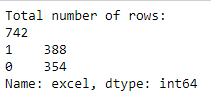 Total number of rows:
742
1    388
0    354
Name: excel, dtype: int64